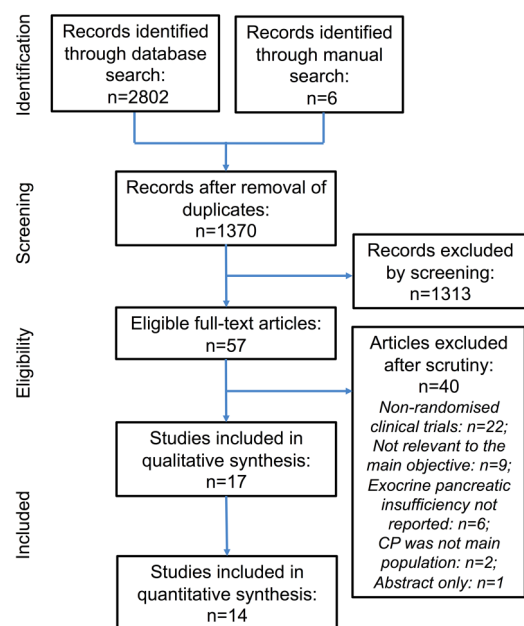 Identification
Records identified
through database
search:
n=2802
Records identified
through manual
search:
n=6
Screening
Records after removal of
duplicates:
n=1370
Records excluded
by screening:
n=1313
Eligibility
Eligible full-text articles:
n=57
Articles excluded
after scrutiny:
n=40
Non-randomised
clinical trials: n=22;
Not relevant to the
main objective: n=9;
Exocrine pancreatic
insufficiency not
reported: n=6;
CP was not main
population: n=2;
Abstract only: n=1
Studies included in
qualitative synthesis:
n=17
Included
Studies included in
quantitative synthesis:
n=14